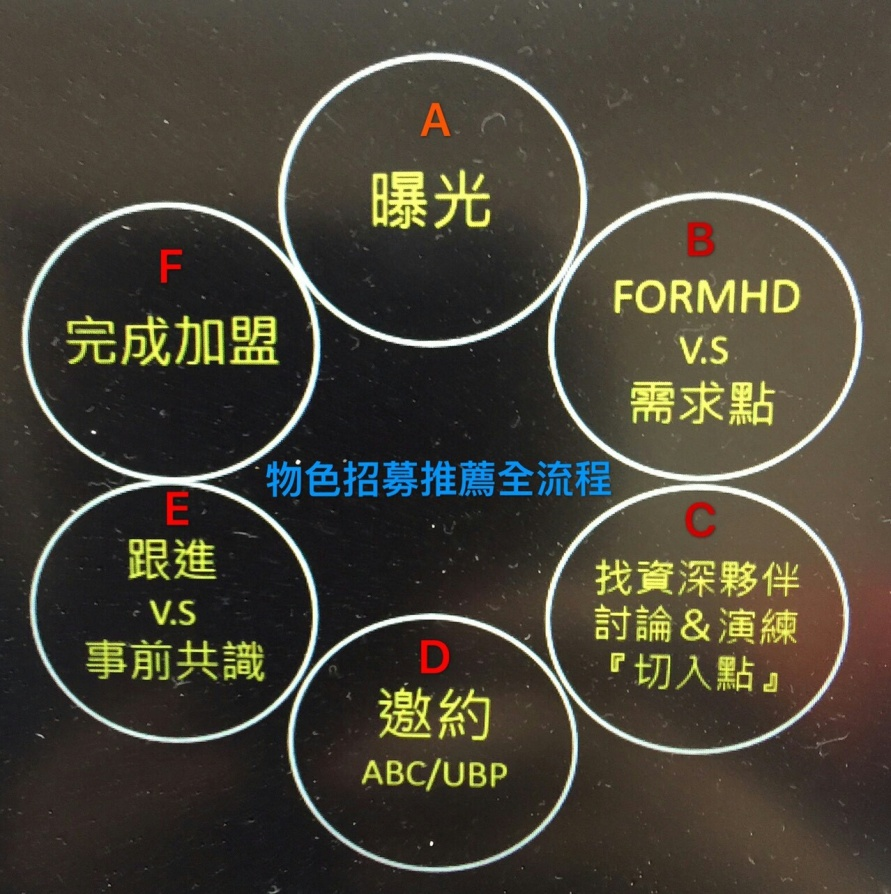 A
曝光
B
FORMHD
V.S
需求點
C
找資深夥伴
討論&演練
『切入點』
D
邀約
ABC/UBP
E
跟進
V.S
事前共識
F
完成加盟
物色招募推薦全流程